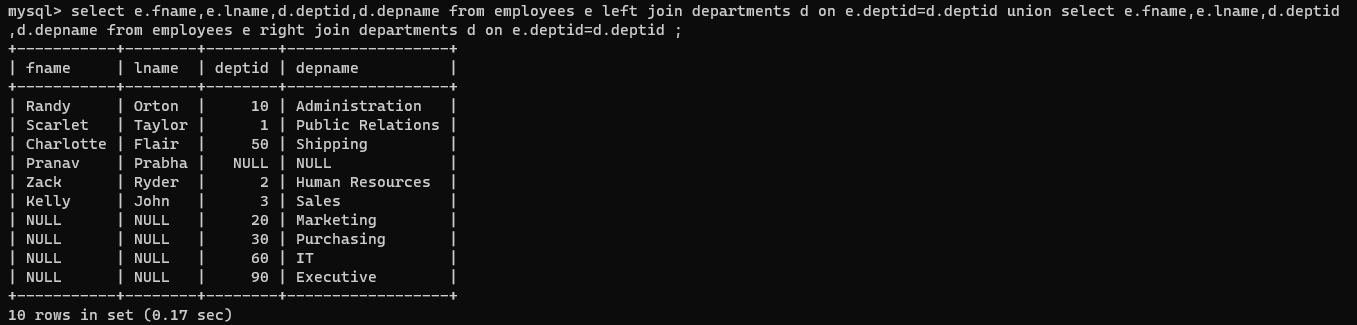 mysql> select e.fname,e.lname,d.deptid,d.depname from employees e left join departments d on e.deptid=d.deptid union select e.fname,e.lname,d.deptid
,d.depname from employees e right join departments d on e.deptid=d.deptid ;
+-----------+--------+--------+------------------+
| fname     | lname  | deptid | depname          |
+-----------+--------+--------+------------------+
| Randy     | Orton  |     10 | Administration   |
| Scarlet   | Taylor |      1 | Public Relations |
| Charlotte | Flair  |     50 | Shipping         |
| Pranav    | Prabha |   NULL | NULL             |
| Zack      | Ryder  |      2 | Human Resources  |
| Kelly     | John   |      3 | Sales            |
| NULL      | NULL   |     20 | Marketing        |
| NULL      | NULL   |     30 | Purchasing       |
| NULL      | NULL   |     60 | IT               |
| NULL      | NULL   |     90 | Executive        |
+-----------+--------+--------+------------------+
10 rows in set (0.17 sec)